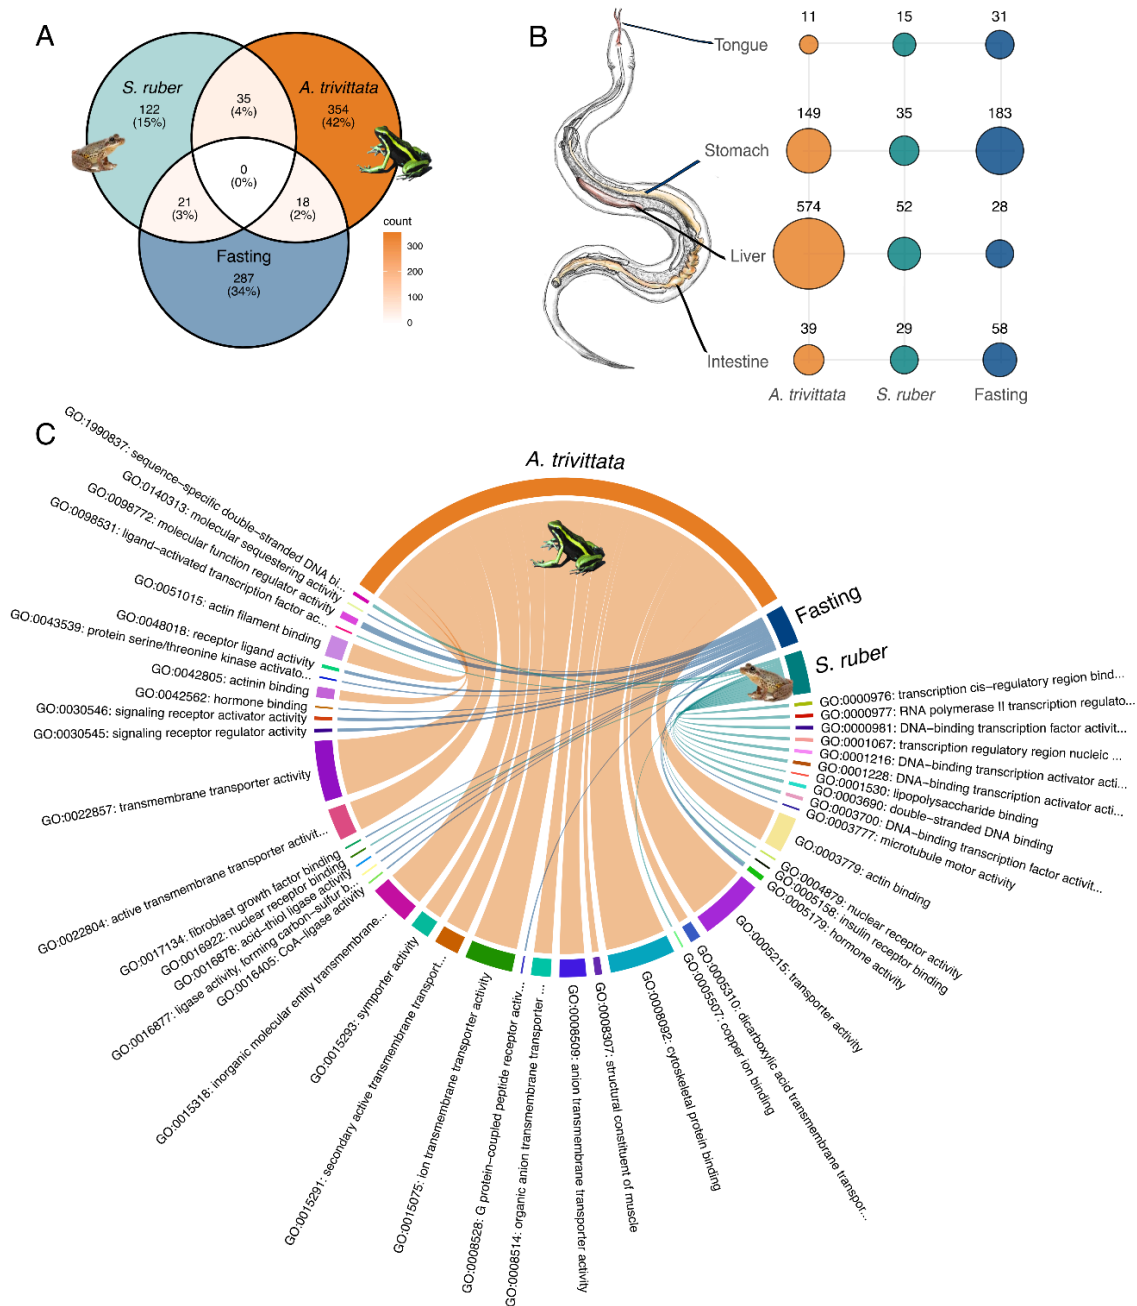 A
S. ruber
122
(15%)
35
(4%)
A. trivittata
354
(42%)
0
(0%)
21
(3%)
18
(2%)
Fasting
287
(34%)
count
300
200
100
0
B
11
15
31
Tongue
149
35
183
Stomach
574
52
28
Liver
39
29
58
Intestine
A. trivittata
S. ruber
Fasting
C
A. trivittata
Fasting
S. ruber
GO:1990837: sequence–specific double–stranded DNA bi...
GO:0140313: molecular sequestering activity
GO:0098772: molecular function regulator activity
GO:0098531: ligand–activated transcription factor ac...
GO:0051015: actin filament binding
GO:0048018: receptor ligand activity
GO:0043539: protein serine/threonine kinase activato...
GO:0042805: actinin binding
GO:0042562: hormone binding
GO:0030546: signaling receptor activator activity
GO:0030545: signaling receptor regulator activity
GO:0022857: transmembrane transporter activity
GO:0022804: active transmembrane transporter activit...
GO:0017134: fibroblast growth factor binding
GO:0016922: nuclear receptor binding
GO:0016878: acid–thiol ligase activity
GO:0016877: ligase activity, forming carbon–sulfur b...
GO:0016405: CoA–ligase activity
GO:0015318: inorganic molecular entity transmembrane...
GO:0015293: symporter activity
GO:0015291: secondary active transmembrane transport...
GO:0015075: ion transmembrane transporter activity
GO:0008528: G protein–coupled peptide receptor activ...
GO:0008514: organic anion transmembrane transporter ...
GO:0008509: anion transmembrane transporter activity
GO:0008307: structural constituent of muscle
GO:0008092: cytoskeletal protein binding
GO:0005507: copper ion binding
GO:0005310: dicarboxylic acid transmembrane transpor...
GO:0005215: transporter activity
GO:0005179: hormone activity
GO:0005158: insulin receptor binding
GO:0004879: nuclear receptor activity
GO:0003779: actin binding
GO:0003777: microtubule motor activity
GO:0003700: DNA–binding transcription factor activit...
GO:0003690: double–stranded DNA binding
GO:0001530: lipopolysaccharide binding
GO:0001228: DNA–binding transcription activator acti...
GO:0001216: DNA–binding transcription activator acti...
GO:0001067: transcription regulatory region nucleic ...
GO:0000981: DNA–binding transcription factor activit...
GO:0000977: RNA polymerase II transcription regulato...
GO:0000976: transcription cis–regulatory region bind...